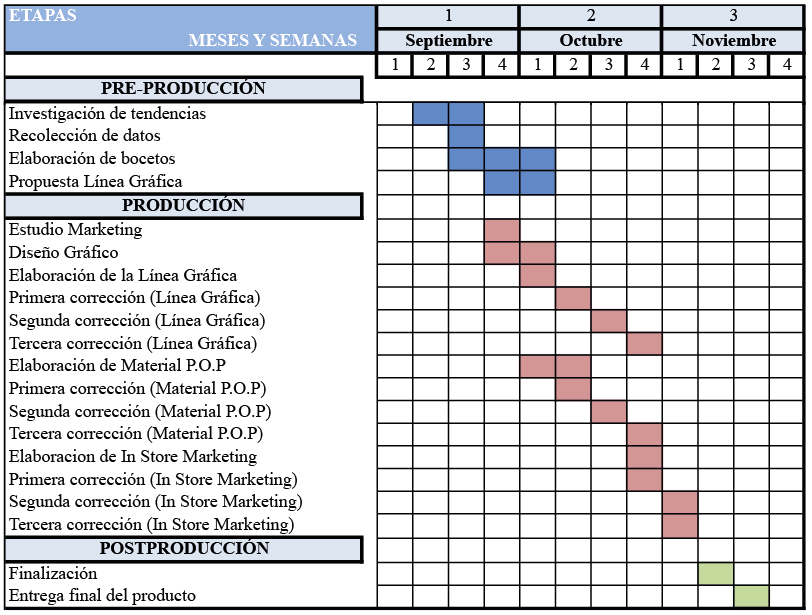 ETAPAS 1 2 3
MESES Y SEMANAS Septiembre Octubre Noviembre
1 2 3 4 1 2 3 4 1 2 3 4
PRE-PRODUCCIÓN
Investigación de tendencias
Recolección de datos
Elaboración de bocetos
Propuesta Línea Gráfica
PRODUCCIÓN
Estudio Marketing
Diseño Gráfico
Elaboración de la Línea Gráfica
Primera corrección (Línea Gráfica)
Segunda corrección (Línea Gráfica)
Tercera corrección (Línea Gráfica)
Elaboración de Material P.O.P
Primera corrección (Material P.O.P)
Segunda corrección (Material P.O.P)
Tercera corrección (Material P.O.P)
Elaboracion de In Store Marketing
Primera corrección (In Store Marketing)
Segunda corrección (In Store Marketing)
Tercera corrección (In Store Marketing)
POSTPRODUCCIÓN
Finalización
Entrega final del producto